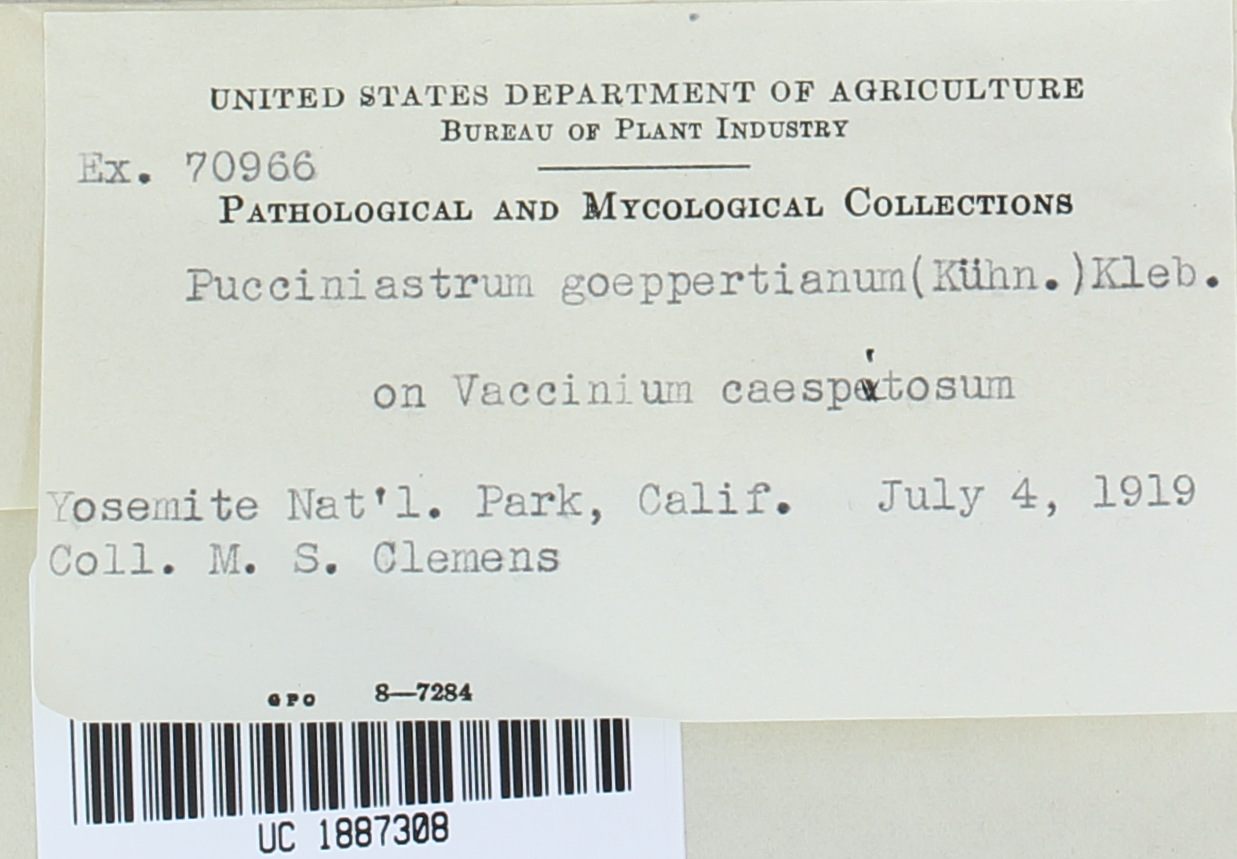 UNITED STATES DEPARTMENT OF AGRICULTURE
BUREAU OF PLANT INDUSTRY
Ex. 70966
PATHOLOGICAL AND MYCOLOGICAL COLLECTIONS
Pucciniastrum goeppertianum(Kühn.)Kleb.
on Vaccinium caespitosum
Yosemite Nat'l. Park, Calif. July 4, 1919
Coll. M. S. Clemens
GPO 8—7284
UC 1887308